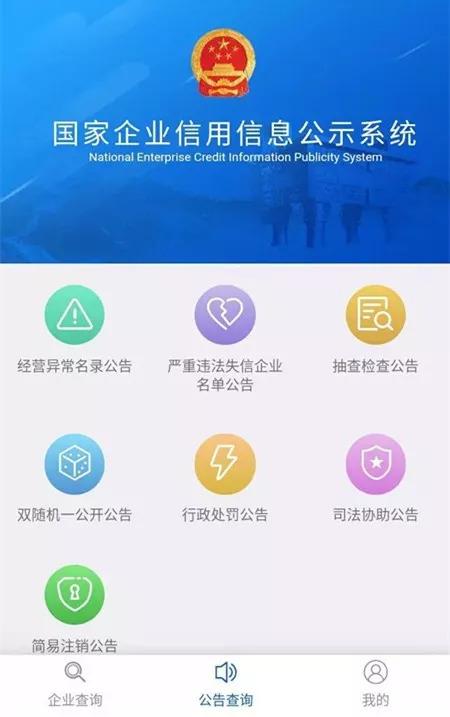 国家企业信用信息公示系统
National Enterprise Credit Information Publicity System
经营异常名录公告
严重违法失信企业
名单公告
抽查检查公告
双随机一公开公告
行政处罚公告
司法协助公告
简易注销公告
企业查询
公告查询
我的